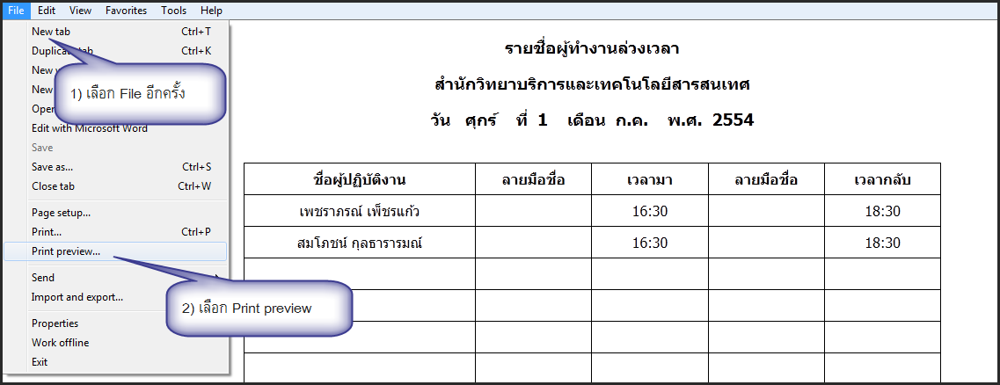 File Edit View Favorites Tools Help
New tab Ctrl+T
Duplicate tab Ctrl+K
New
New
Open
Edit with Microsoft Word
Save
Save as... Ctrl+S
Close tab Ctrl+W
Page setup...
Print... Ctrl+P
Print preview...
Send
Import and export...
Properties
Work offline
Exit
1) เลือก File อีกครั้ง
2) เลือก Print preview
รายชื่อผู้ทำงานล่วงเวลา
สำนักวิทยาบริการและเทคโนโลยีสารสนเทศ
วัน ศุกร์ ที่ 1 เดือน ก.ค. พ.ศ. 2554
ชื่อผู้ปฏิบัติงาน ลายมือชื่อ เวลามา ลายมือชื่อ เวลากลับ
เพชราภรณ์ เพ็ชรแก้ว 16:30 18:30
สมโภชน์ กุลธารารมณ์ 16:30 18:30